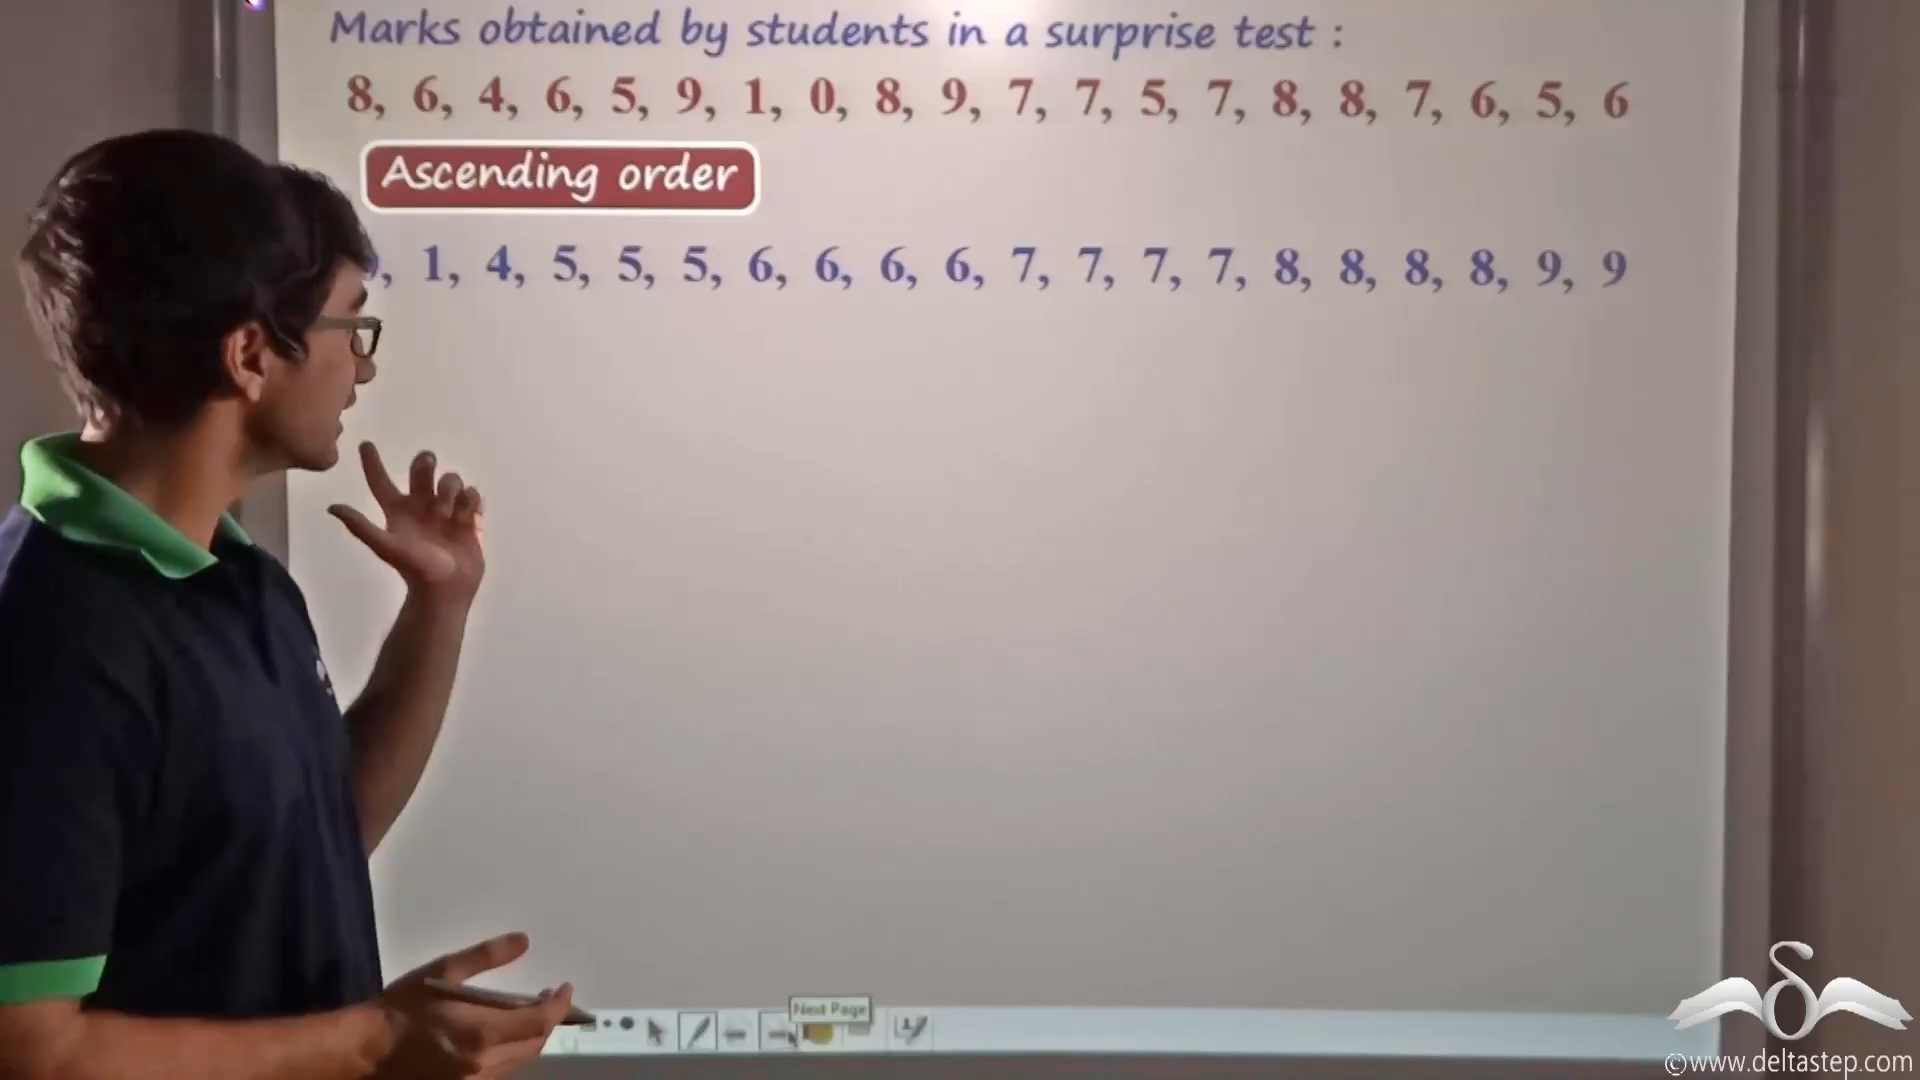 Marks obtained by students in a surprise test :
8, 6, 4, 6, 5, 9, 1, 0, 8, 9, 7, 7, 5, 7, 8, 8, 7, 6, 5, 6
Ascending order
, 1, 4, 5, 5, 5, 6, 6, 6, 6, 7, 7, 7, 7, 8, 8, 8, 8, 9, 9
Next Page
©www.deltastep.com